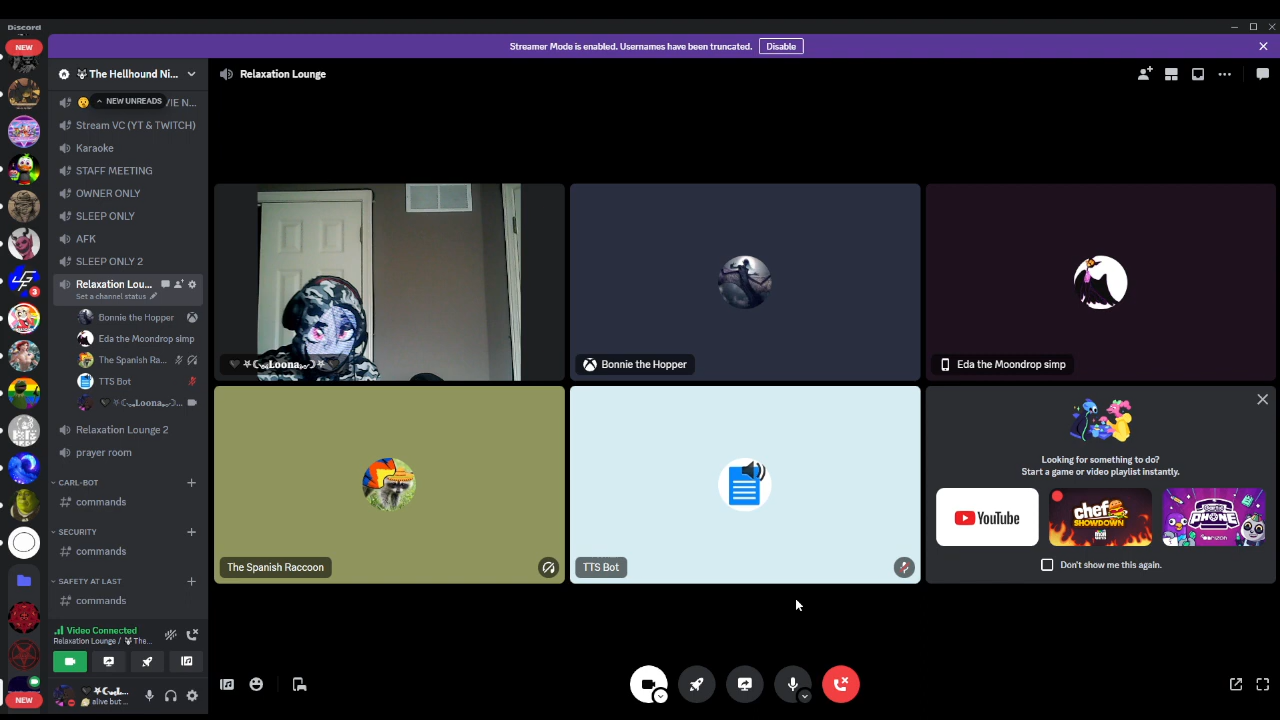 Discord
NEW
Streamer Mode is enabled. Usernames have been truncated.
Disable
The Hellhound Ni...
Relaxation Lounge
NEW UNREADS
/IE N...
Stream VC (YT & TWITCH)
Karaoke
STAFF MEETING
OWNER ONLY
SLEEP ONLY
AFK
SLEEP ONLY 2
Relaxation Lou...
Set a channel status
Bonnie the Hopper
Eda the Moondrop simp
The Spanish Ra...
TTS Bot
Loona
Relaxation Lounge 2
prayer room
CARL-BOT
# commands
SECURITY
# commands
SAFETY AT LAST
# commands
Video Connected
Relaxation Lounge / The...
alive but ...
NEW
3
Loona
Bonnie the Hopper
Eda the Moondrop simp
The Spanish Raccoon
TTS Bot
Looking for something to do?
Start a game or video playlist instantly.
YouTube
chef
SHOWDOWN
PHONE
Don't show me this again.